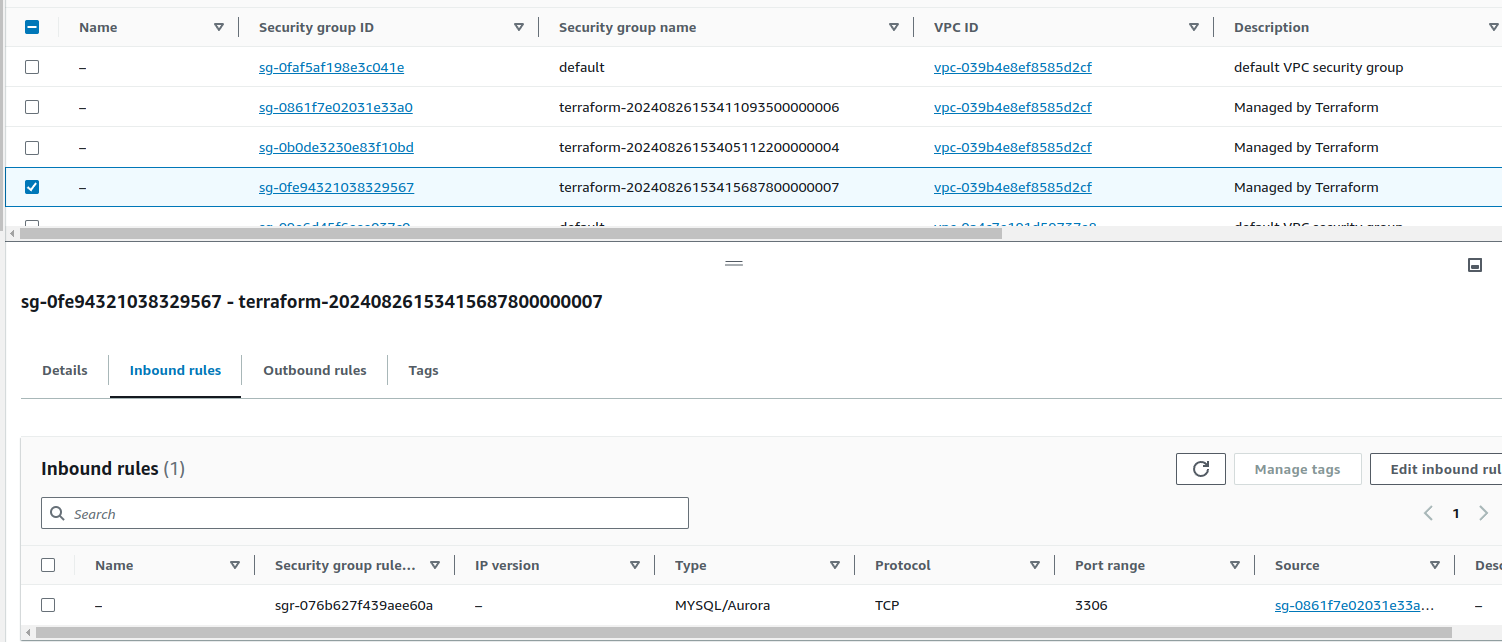 Name Security group ID Security group name VPC ID Description
– sg-0faf5af198e3c041e default vpc-039b4e8ef8585d2cf default VPC security group
– sg-0861f7e02031e33a0 terraform-20240826153411093500000006 vpc-039b4e8ef8585d2cf Managed by Terraform
– sg-0b0de3230e83f10bd terraform-20240826153405112200000004 vpc-039b4e8ef8585d2cf Managed by Terraform
– sg-0fe94321038329567 terraform-20240826153415687800000007 vpc-039b4e8ef8585d2cf Managed by Terraform
default default VPC security group
sg-0fe94321038329567 - terraform-20240826153415687800000007
Details Inbound rules Outbound rules Tags
Inbound rules (1) Manage tags Edit inbound rul
Search 1
Name Security group rule... IP version Type Protocol Port range Source Desc
– sgr-076b627f439aee60a – MYSQL/Aurora TCP 3306 sg-0861f7e02031e33a... –